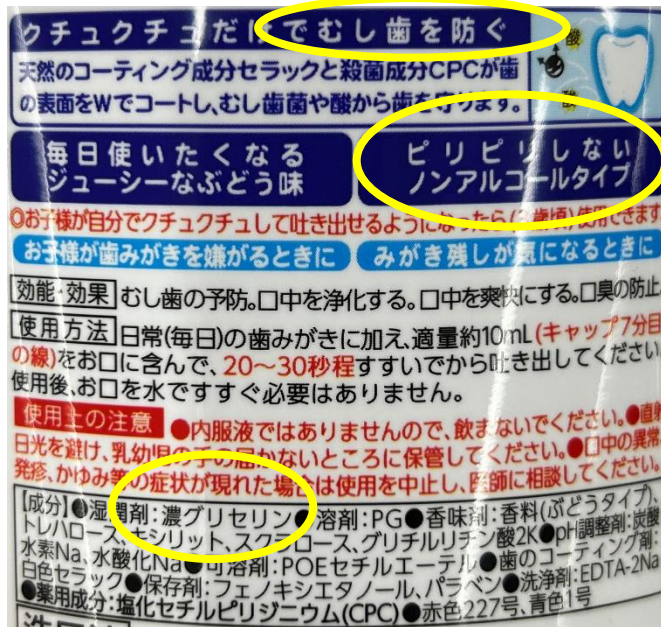 クチュクチュだけでむし歯を防ぐ
天然のコーティング成分セラックと殺菌成分CPCが歯
の表面をWでコートし、むし歯菌や酸から歯を守ります。
酸
酸
毎日使いたくなる
ジューシーなぶどう味
ピリピリしない
ノンアルコールタイプ
◎お子様が自分でクチュクチュして吐き出せるようになったら(3歳頃)使用できます
お子様が歯みがきを嫌がるときに
みがき残しが気になるときに
効能・効果 むし歯の予防。口中を浄化する。口中を爽快にする。口臭の防止。
使用方法 日常(毎日)の歯みがきに加え、適量約10mL(キャップ7分目
の線)をお口に含んで、20～30秒程すすいでから吐き出してください
使用後、お口を水ですすぐ必要はありません。
使用上の注意 ●内服液ではありませんので、飲まないでください。●直射
日光を避け、乳幼児の手の届かないところに保管してください。●口中の異常、
発疹、かゆみ等の症状が現れた場合は使用を中止し、医師に相談してください。
【成分】●湿潤剤：濃グリセリン●溶剤：PG●香味剤：香料(ぶどうタイプ)、
トレハロース、キシリット、スクラロース、グリチルリチン酸2K●pH調整剤：炭酸
水素Na、水酸化Na●可溶剤：POEセチルエーテル●歯のコーティング剤：
白色セラック●保存剤：フェノキシエタノール、パラベン●洗浄剤：EDTA-2Na
●薬用成分：塩化セチルピリジニウム(CPC)●赤色227号、青色1号